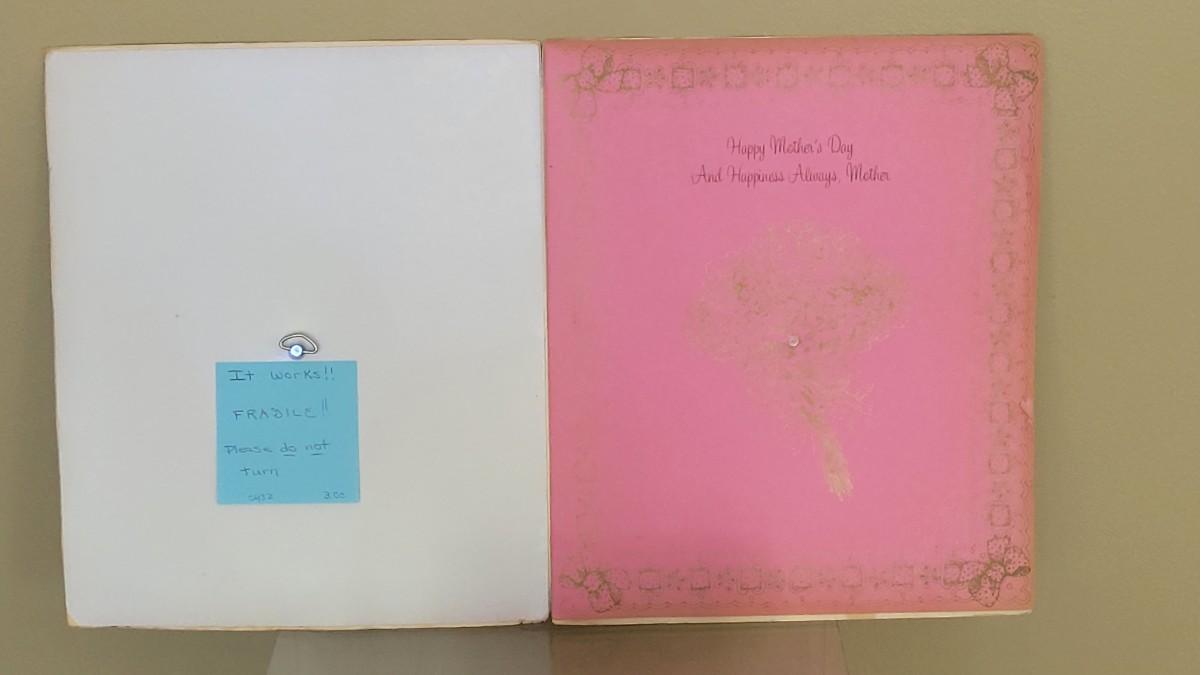 It works!!
FRAGILE!!
Please do not
turn
3.00
Happy Mother's Day
And Happiness Always, Mother